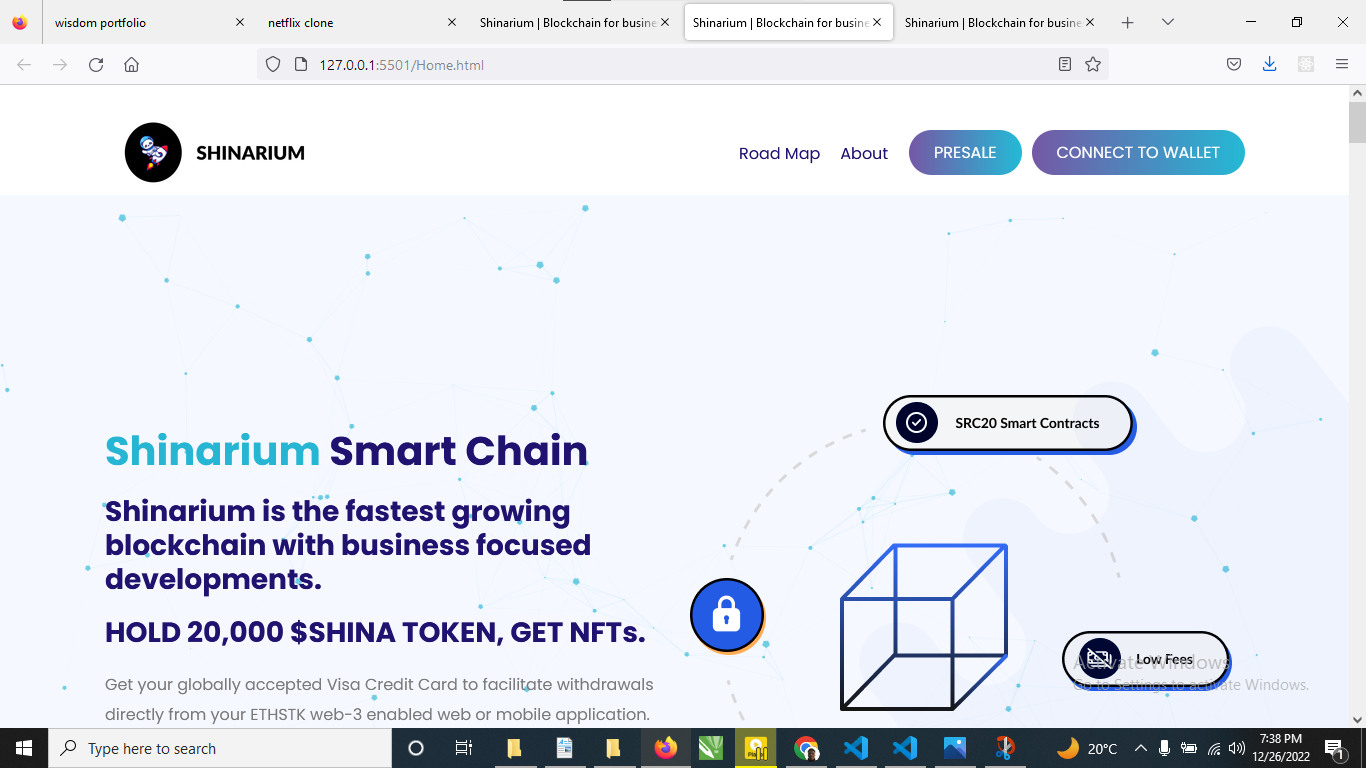 wisdom portfolio
netflix clone
Shinarium | Blockchain for busine
Shinarium | Blockchain for busine
Shinarium | Blockchain for busine
127.0.0.1:5501/Home.html
SHINARIUM
Road Map
About
PRESALE
CONNECT TO WALLET
SRC20 Smart Contracts
Shinarium Smart Chain
Shinarium is the fastest growing
blockchain with business focused
developments.
HOLD 20,000 $SHINA TOKEN, GET NFTs.
Low Fees
Activate Windows
Go to Settings to activate Windows.
Get your globally accepted Visa Credit Card to facilitate withdrawals
directly from your ETHSTK web-3 enabled web or mobile application.
Type here to search
20°C
7:38 PM
12/26/2022
1